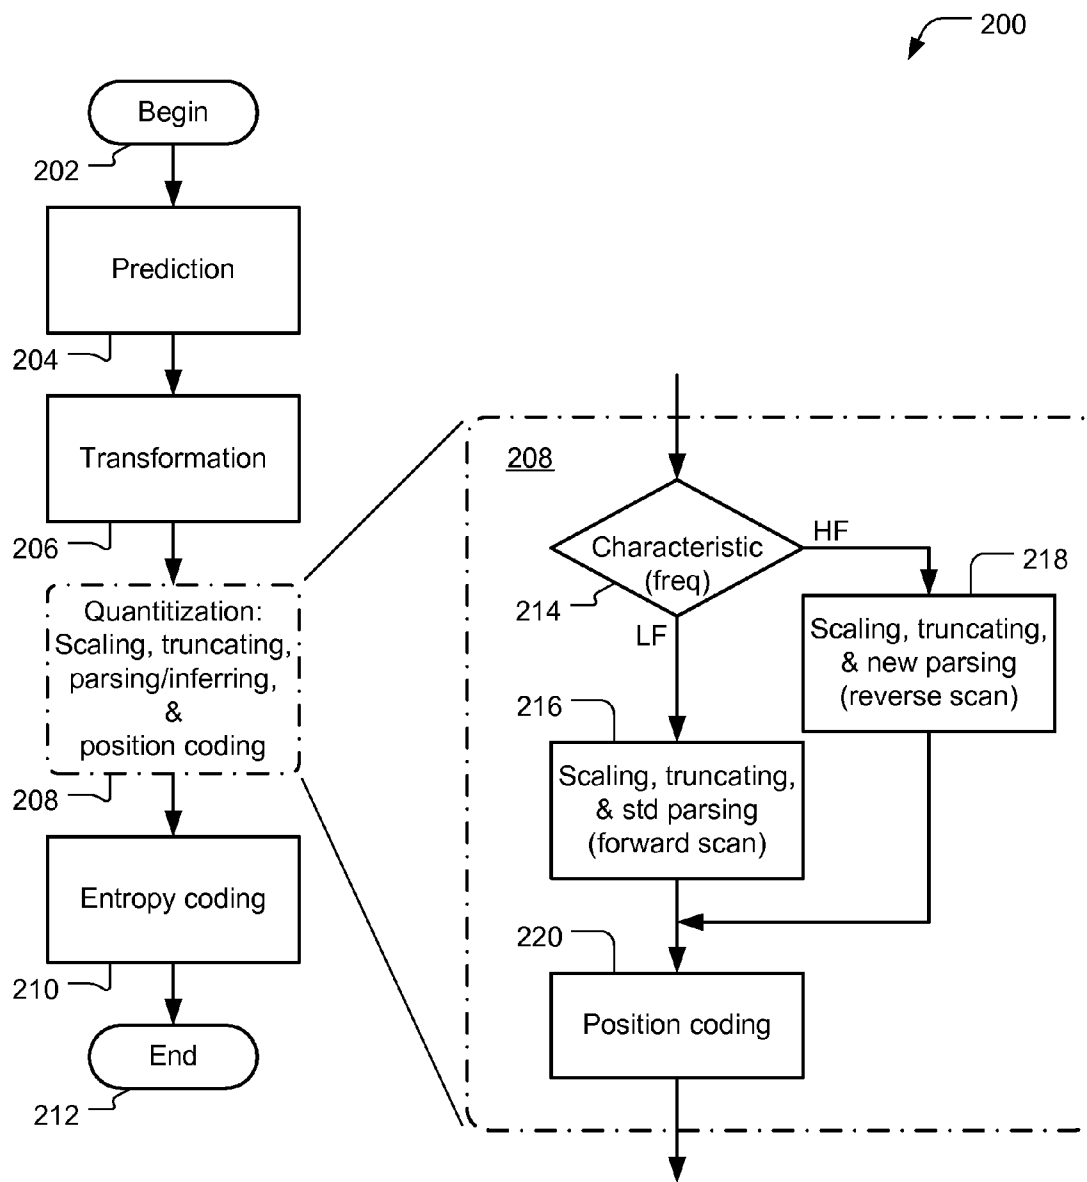 200
Begin
202
Prediction
204
Transformation
206
Quantitization:
Scaling, truncating,
parsing/inferring,
&
position coding
208
Entropy coding
210
End
212
208
Characteristic
(freq)
214
HF
LF
218
Scaling, truncating,
& new parsing
(reverse scan)
216
Scaling, truncating,
& std parsing
(forward scan)
220
Position coding